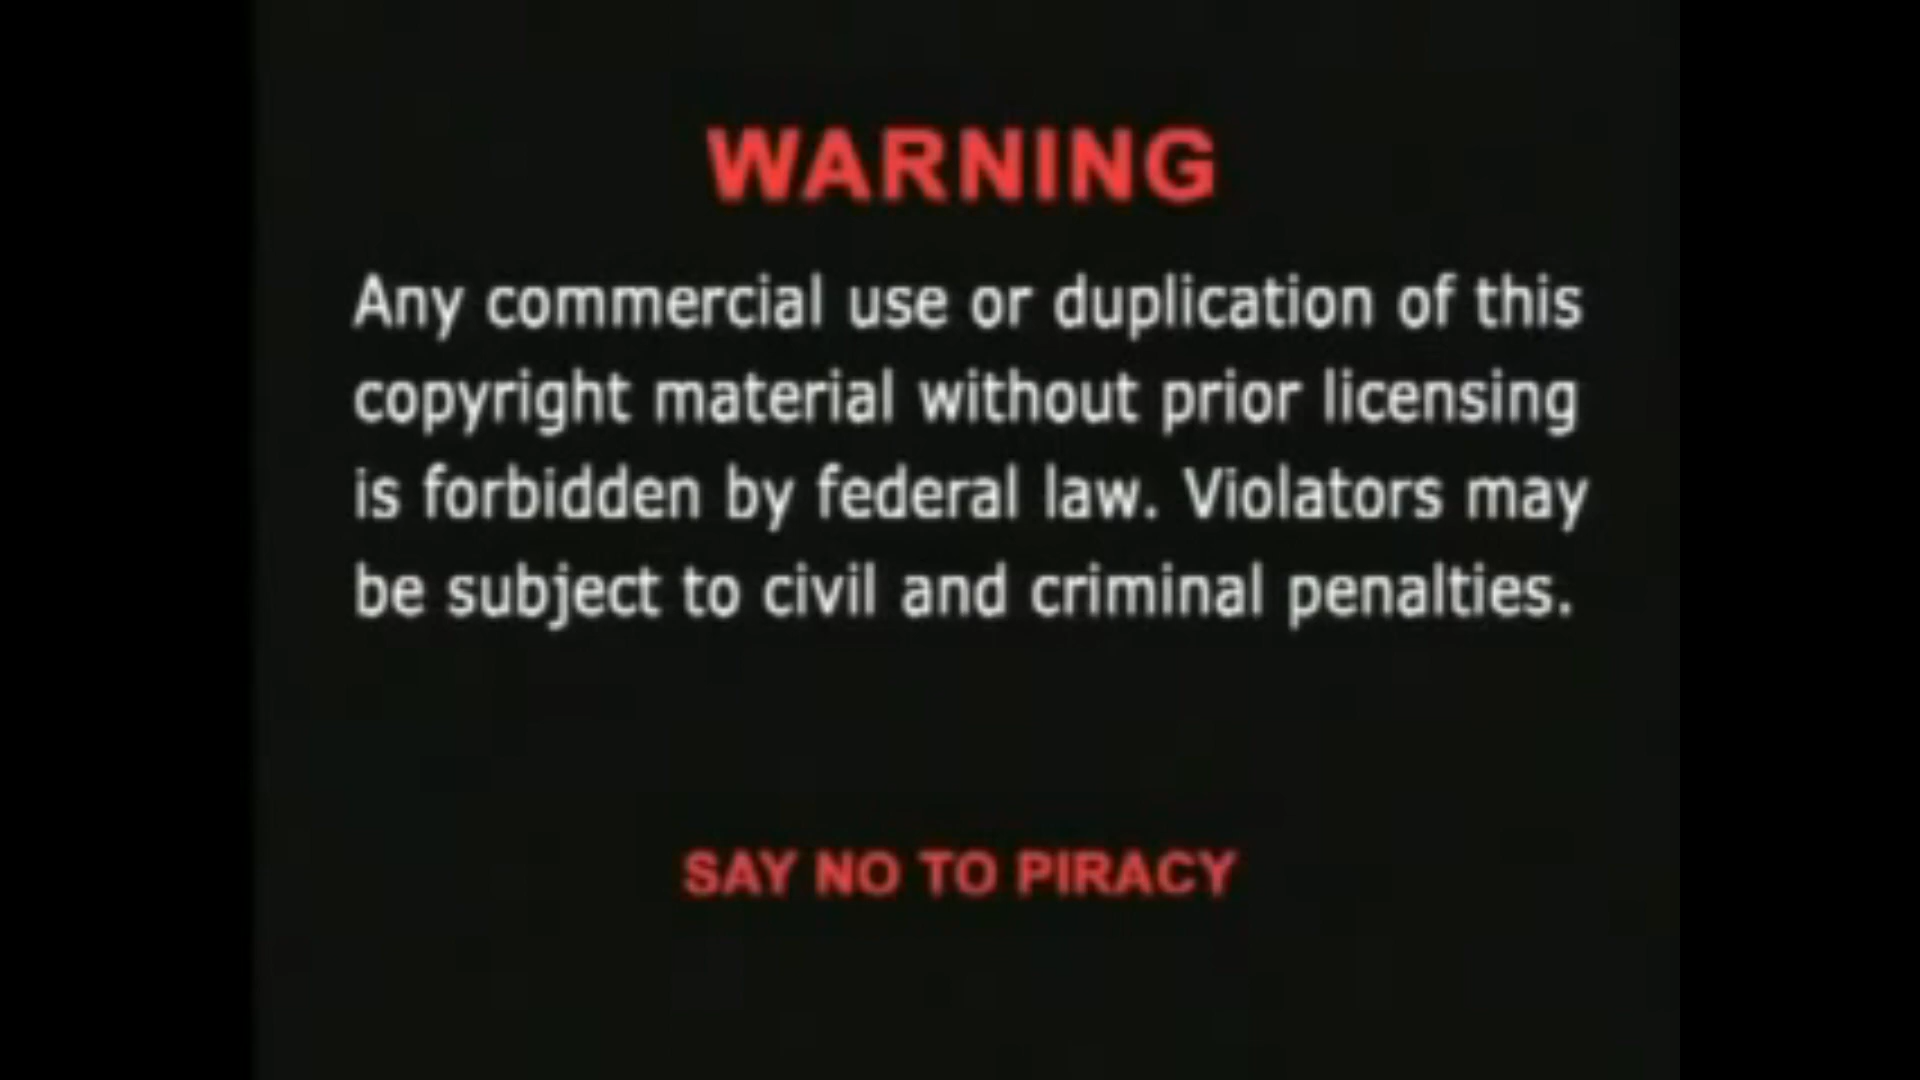 WARNING
Any commercial use or duplication of this
copyright material without prior licensing
is forbidden by federal law. Violators may
be subject to civil and criminal penalties.
SAY NO TO PIRACY